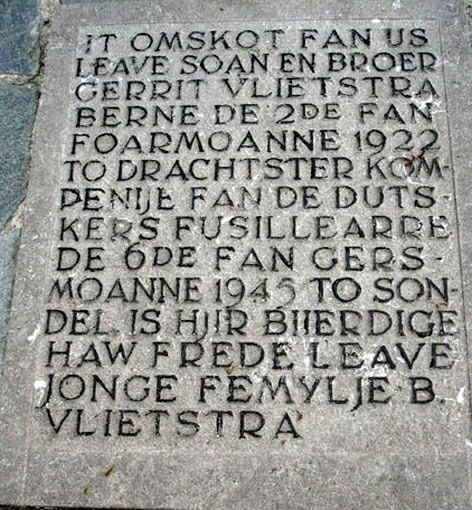 IT OMSKOT FAN US
LEAVE SOAN EN BROER
GERRIT VLIETSTRA
BERNE DE 2DE FAN
FOARMOANNE 1922
TO DRACHTSTER KOM-
PENIJE FAN DE DUTS-
KERS FUSILLEARRE
DE 6DE FAN GERS-
MOANNE 1945 TO SON-
DEL IS HJIR BIIERDIGE
HAW FREDE LEAVE
JONGE FEMYLJE B.
VLIETSTRA